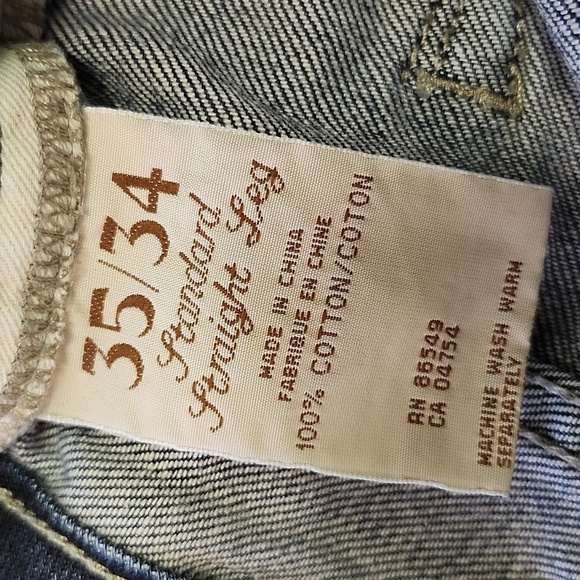 35/34
Standard
Straight Leg
MADE IN CHINA
FABRIQUE EN CHINE
100% COTTON/COTON
RN 86549
CA 04754
MACHINE WASH WARM
SEPARATELY